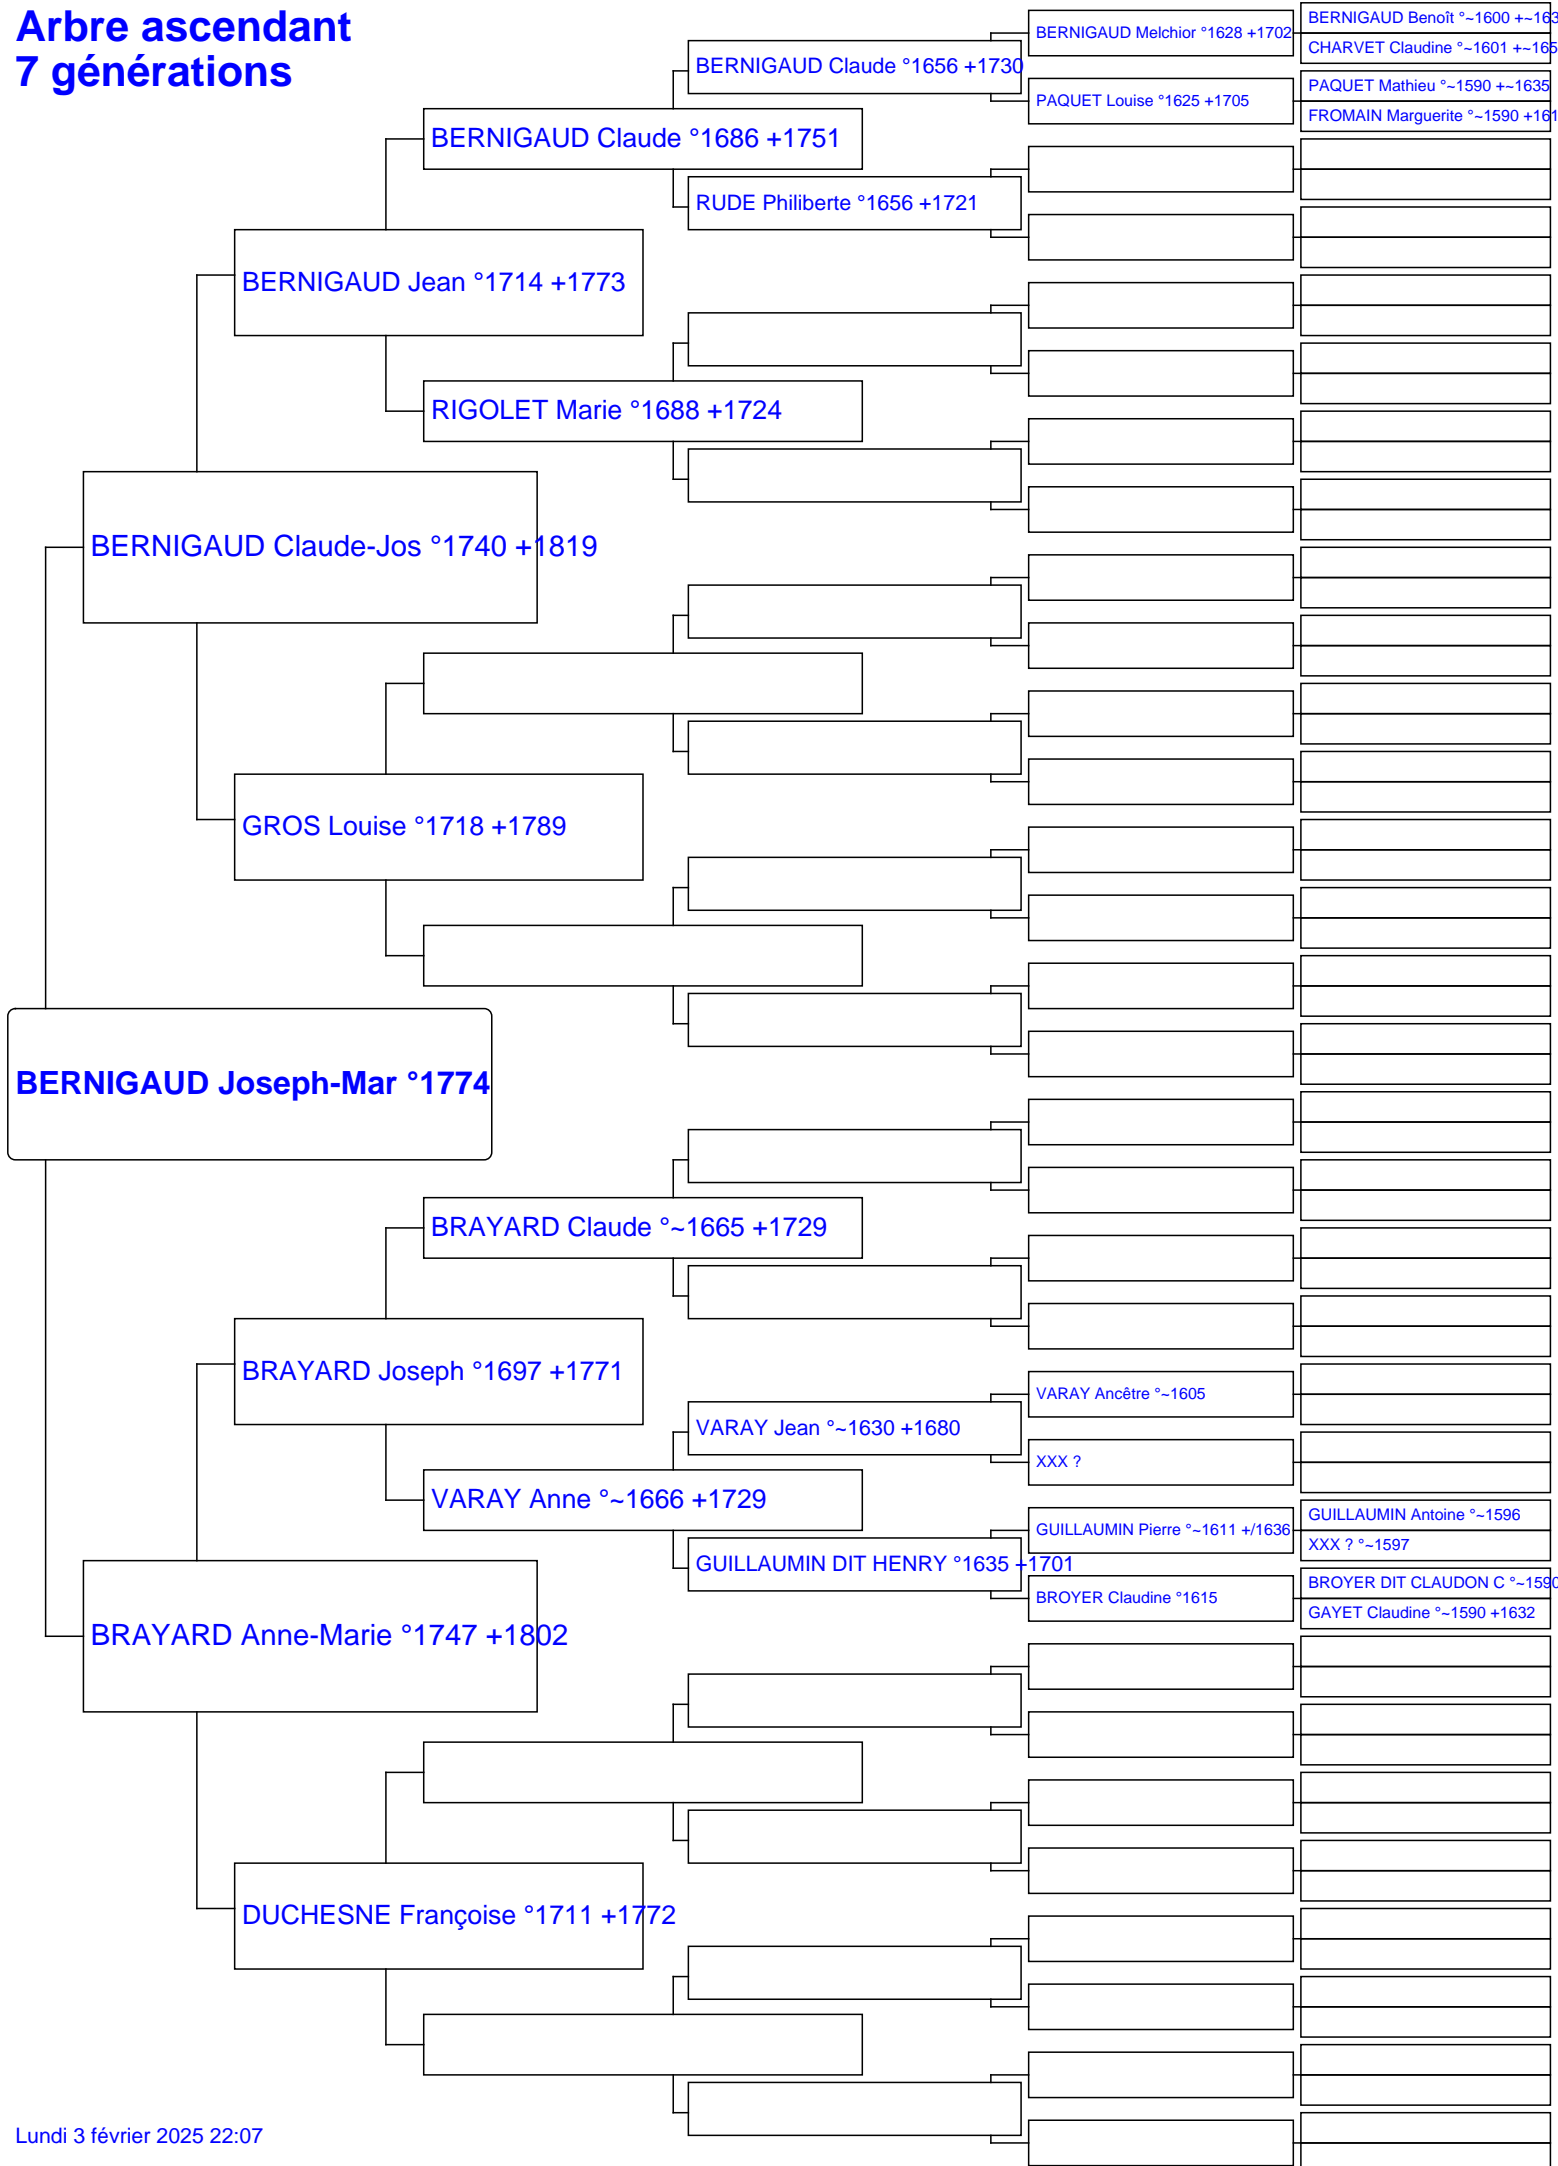 Arbre ascendant
7 générations
BERNIGAUD Joseph-Mar °1774
BERNIGAUD Claude-Jos °1740 +1819
BRAYARD Anne-Marie °1747 +1802
BERNIGAUD Jean °1714 +1773
GROS Louise °1718 +1789
BRAYARD Joseph °1697 +1771
DUCHESNE Françoise °1711 +1772
BERNIGAUD Claude °1686 +1751
RIGOLET Marie °1688 +1724
BRAYARD Claude °~1665 +1729
VARAY Anne °~1666 +1729
BERNIGAUD Claude °1656 +1730
RUDE Philiberte °1656 +1721
VARAY Jean °~1630 +1680
GUILLAUMIN DIT HENRY °1635 +1701
BERNIGAUD Melchior °1628 +1702
PAQUET Louise °1625 +1705
VARAY Ancêtre °~1605
XXX ?
GUILLAUMIN Pierre °~1611 +/1636
BROYER Claudine °1615
BERNIGAUD Benoît °~1600 +~163
CHARVET Claudine °~1601 +~165
PAQUET Mathieu °~1590 +~1635
FROMAIN Marguerite °~1590 +161
GUILLAUMIN Antoine °~1596
XXX ? °~1597
BROYER DIT CLAUDON C °~1590
GAYET Claudine °~1590 +1632
Lundi 3 février 2025 22:07